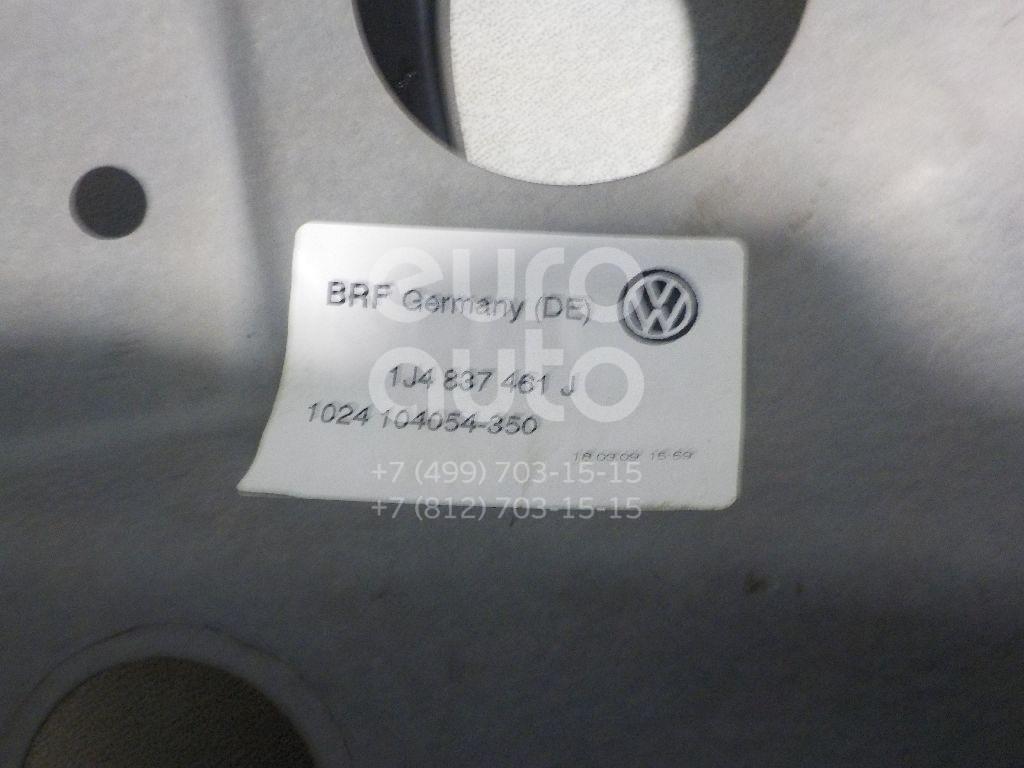 BRF Germany (DE)
1J4 837 461 J
1024 104054-350
18.09.09 15:59
euro
auto
+7 (499) 703-15-15
+7 (812) 703-15-15